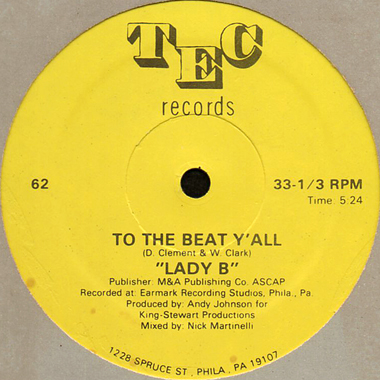 TEC
records
62
33-1/3 RPM
Time: 5:24
TO THE BEAT Y'ALL
(D. Clement & W. Clark)
"LADY B"
Publisher: M&A Publishing Co. ASCAP
Recorded at: Earmark Recording Studios, Phila., Pa.
Produced by: Andy Johnson for
King-Stewart Productions
Mixed by: Nick Martinelli
1228 SPRUCE ST., PHILA., PA 19107